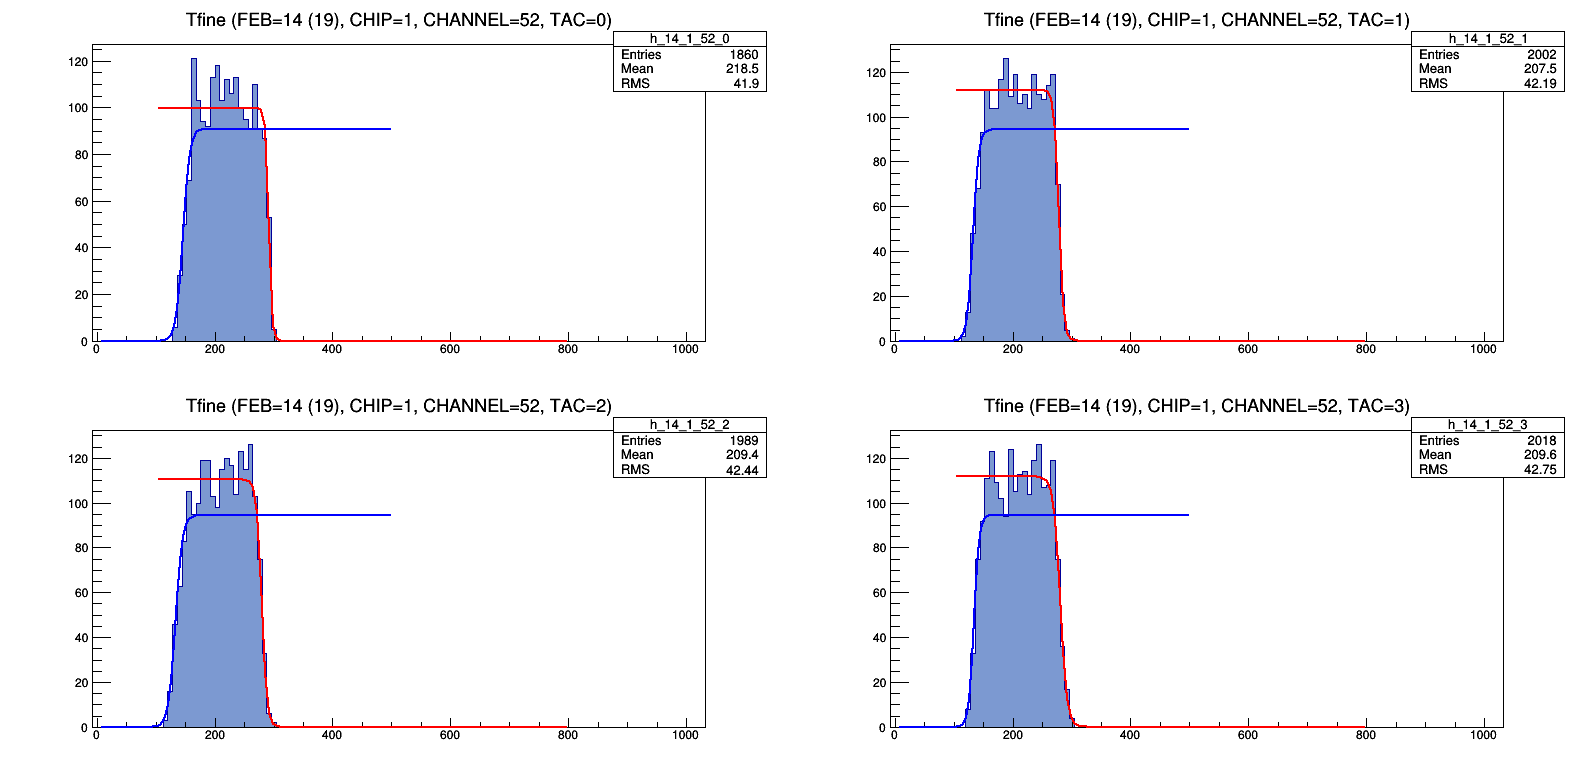 Tfine (FEB=14 (19), CHIP=1, CHANNEL=52, TAC=0)
h_14_1_52_0
Entries 1860
Mean 218.5
RMS 41.9
120
100
80
60
40
20
0
0 200 400 600 800 1000
Tfine (FEB=14 (19), CHIP=1, CHANNEL=52, TAC=1)
h_14_1_52_1
Entries 2002
Mean 207.5
RMS 42.19
120
100
80
60
40
20
0
0 200 400 600 800 1000
Tfine (FEB=14 (19), CHIP=1, CHANNEL=52, TAC=2)
h_14_1_52_2
Entries 1989
Mean 209.4
RMS 42.44
120
100
80
60
40
20
0
0 200 400 600 800 1000
Tfine (FEB=14 (19), CHIP=1, CHANNEL=52, TAC=3)
h_14_1_52_3
Entries 2018
Mean 209.6
RMS 42.75
120
100
80
60
40
20
0
0 200 400 600 800 1000